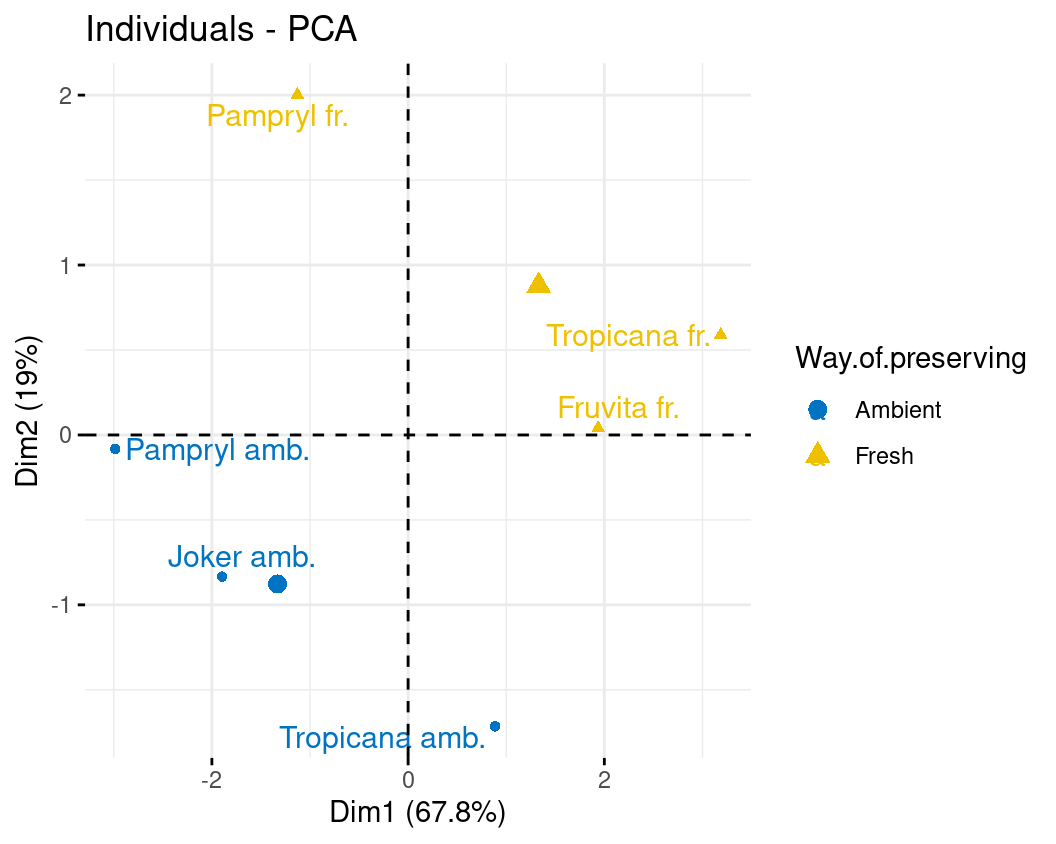 Individuals - PCA
2
1
0
-1
Dim2 (19%)
Pampryl fr.
Tropicana fr.
Fruvita fr.
Pampryl amb.
Joker amb.
Tropicana amb.
-2
0
2
Dim1 (67.8%)
Way.of.preserving
Ambient
Fresh